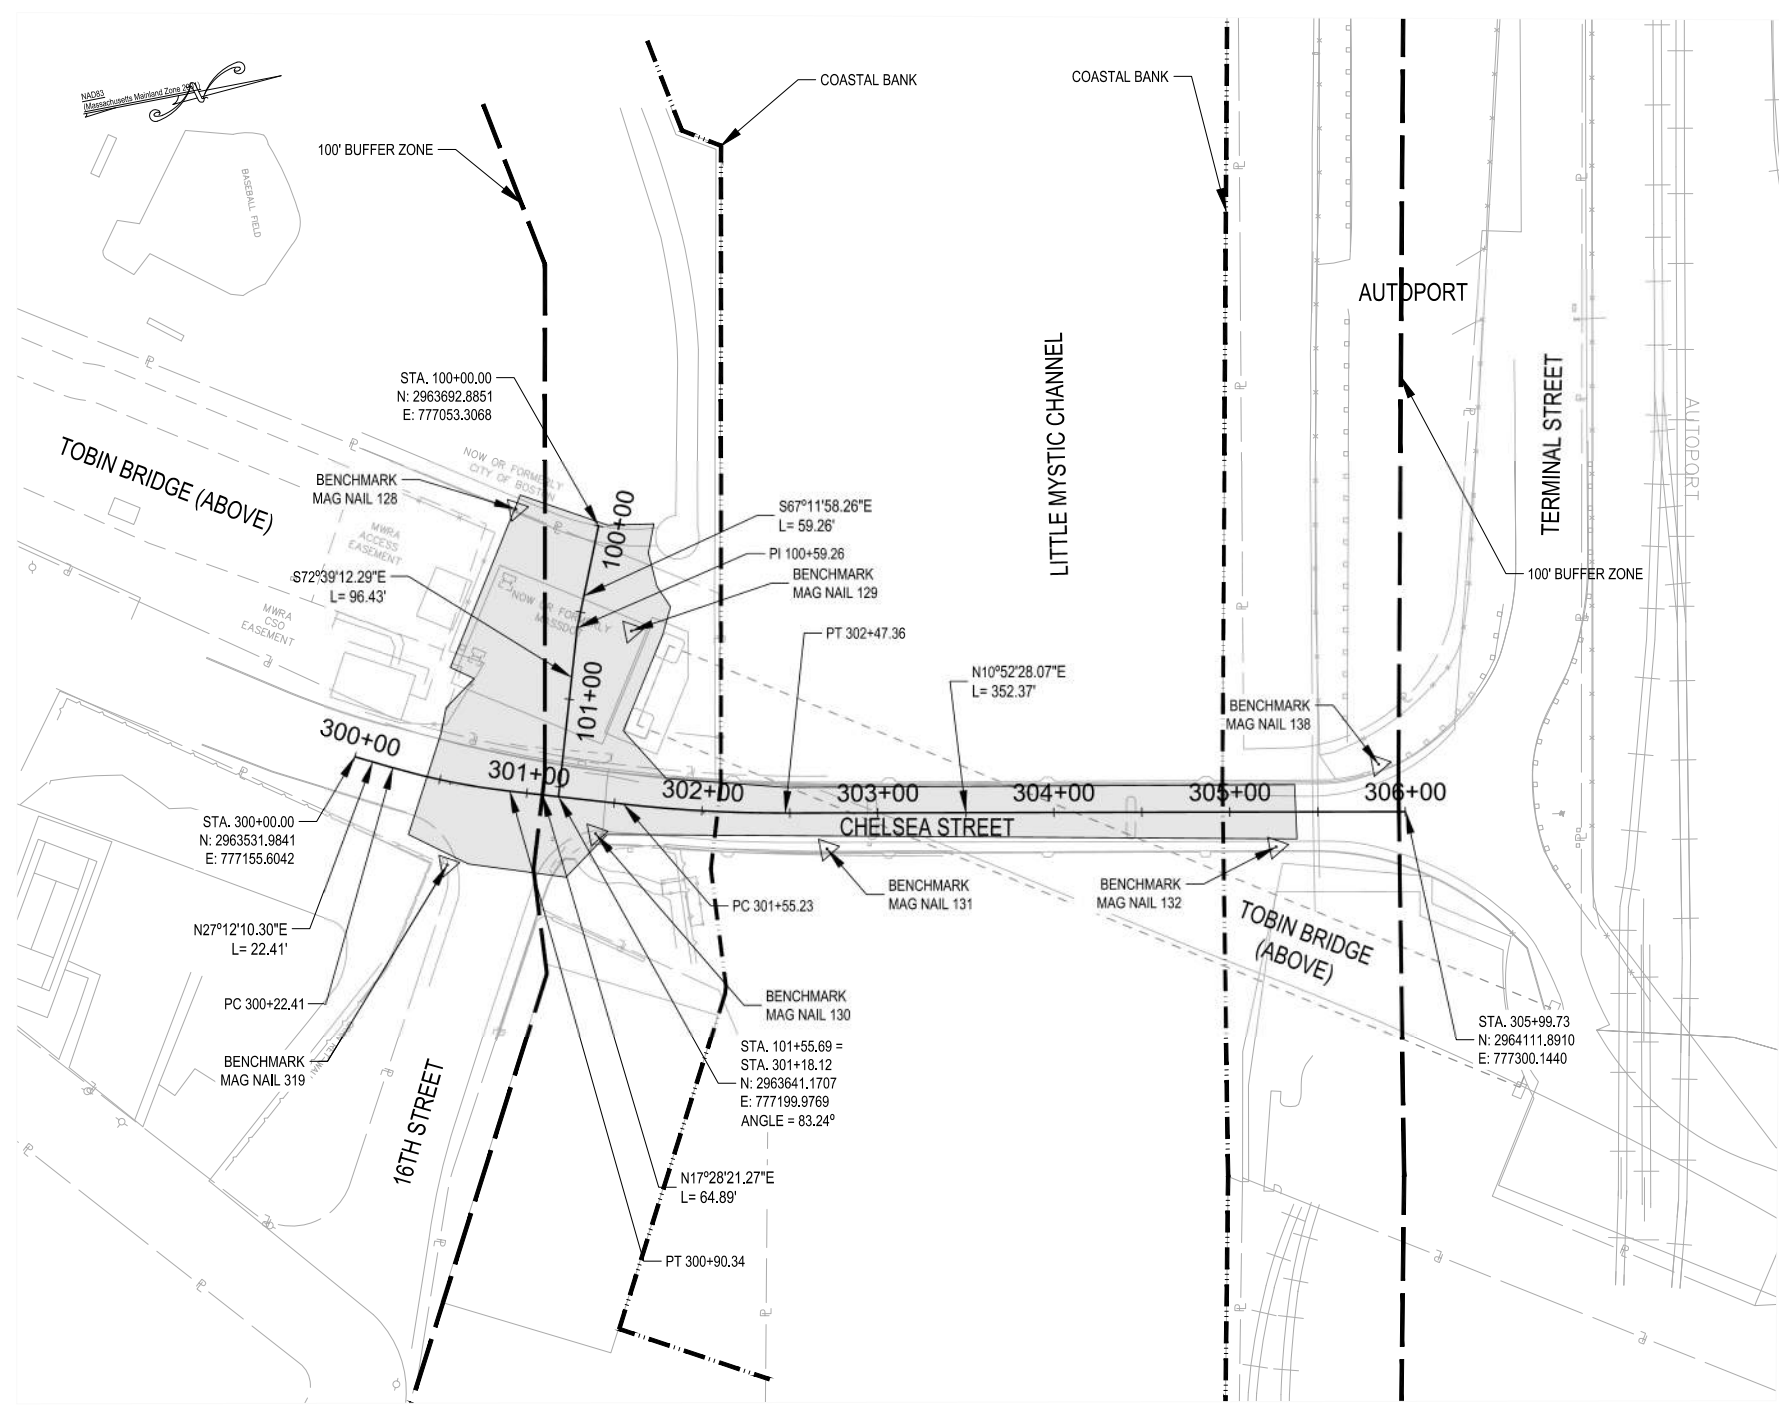 NAD83
(Massachusetts Mainland Zone 2001)
N
COASTAL BANK
COASTAL BANK
100' BUFFER ZONE
BASEBALL FIELD
AUTOPORT
LITTLE MYSTIC CHANNEL
TERMINAL STREET
AUTOPORT
STA. 100+00.00
N: 2963692.8851
E: 777053.3068
TOBIN BRIDGE (ABOVE)
BENCHMARK
MAG NAIL 128
NOW OR FORMERLY
CITY OF BOSTON
100+00
S67°11'58.26"E
L= 59.26'
PI 100+59.26
BENCHMARK
MAG NAIL 129
MWRA
ACCESS
EASEMENT
S72°39'12.29"E
L= 96.43'
NOW OR FORMERLY
MASSDOT
MWRA
CSO
EASEMENT
100' BUFFER ZONE
PT 302+47.36
N10°52'28.07"E
L= 352.37'
101+00
BENCHMARK
MAG NAIL 138
300+00
301+00
302+00
303+00
304+00
305+00
306+00
CHELSEA STREET
STA. 300+00.00
N: 2963531.9841
E: 777155.6042
N27°12'10.30"E
L= 22.41'
PC 300+22.41
BENCHMARK
MAG NAIL 319
16TH STREET
PC 301+55.23
BENCHMARK
MAG NAIL 131
BENCHMARK
MAG NAIL 132
TOBIN BRIDGE
(ABOVE)
BENCHMARK
MAG NAIL 130
STA. 101+55.69 =
STA. 301+18.12
N: 2963641.1707
E: 777199.9769
ANGLE = 83.24°
N17°28'21.27"E
L= 64.89'
PT 300+90.34
STA. 305+99.73
N: 2964111.8910
E: 777300.1440